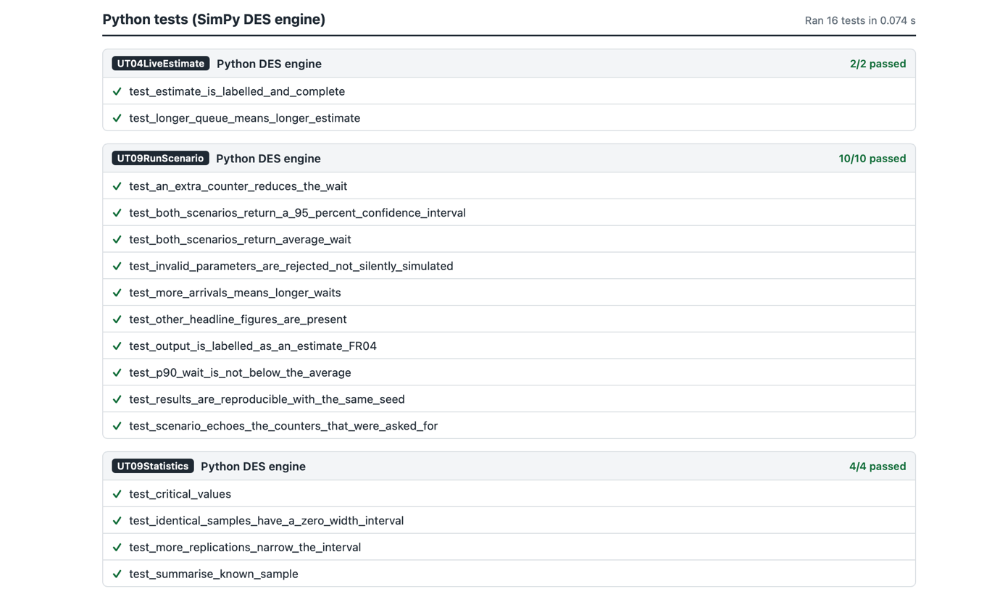 Python tests (SimPy DES engine) Ran 16 tests in 0.074 s
UT04LiveEstimate Python DES engine 2/2 passed
✓ test_estimate_is_labelled_and_complete
✓ test_longer_queue_means_longer_estimate
UT09RunScenario Python DES engine 10/10 passed
✓ test_an_extra_counter_reduces_the_wait
✓ test_both_scenarios_return_a_95_percent_confidence_interval
✓ test_both_scenarios_return_average_wait
✓ test_invalid_parameters_are_rejected_not_silently_simulated
✓ test_more_arrivals_means_longer_waits
✓ test_other_headline_figures_are_present
✓ test_output_is_labelled_as_an_estimate_FR04
✓ test_p90_wait_is_not_below_the_average
✓ test_results_are_reproducible_with_the_same_seed
✓ test_scenario_echoes_the_counters_that_were_asked_for
UT09Statistics Python DES engine 4/4 passed
✓ test_critical_values
✓ test_identical_samples_have_a_zero_width_interval
✓ test_more_replications_narrow_the_interval
✓ test_summarise_known_sample